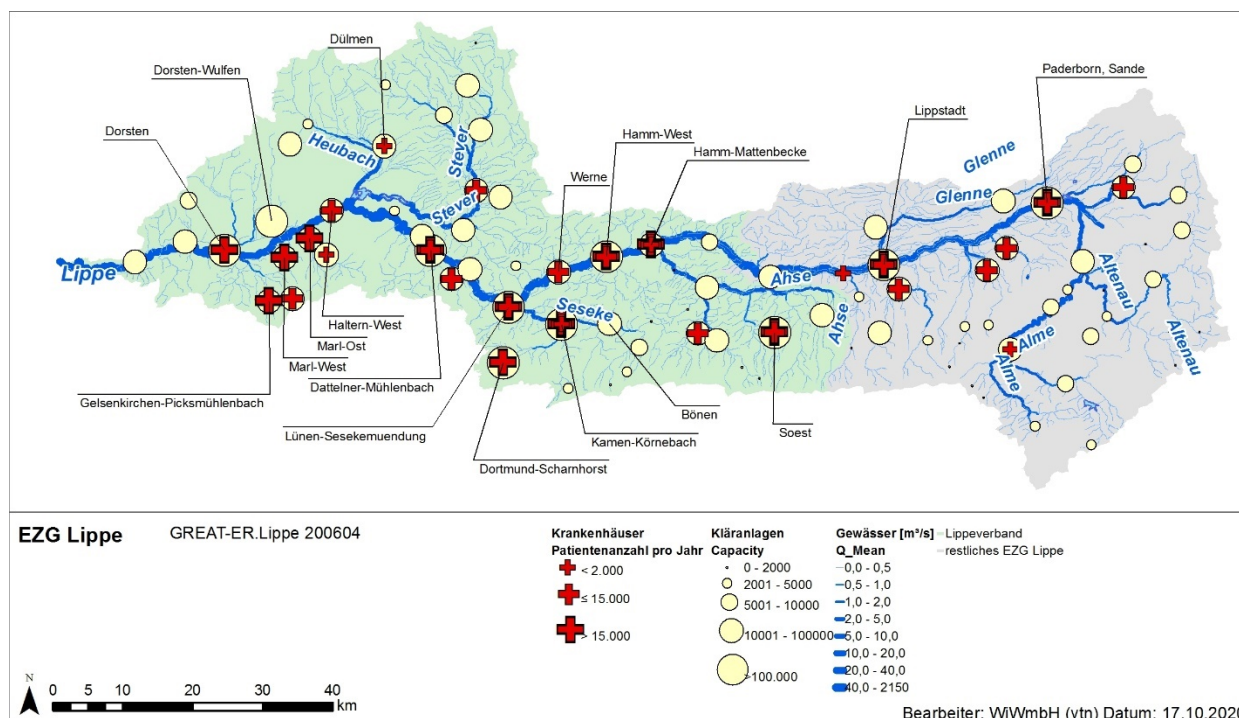 Dülmen
Dorsten-Wulfen
Paderborn, Sande
Hamm-West
Lippstadt
Dorsten
Hamm-Mattenbecke
Heubach
Stever
Glenne
Werne
Glenne
Stever
Lippe
Ahse
Altenau
Seseke
Ahse
Alme
Altenau
Alme
Haltern-West
Marl-Ost
Marl-West
Dattelner-Mühlenbach
Gelsenkirchen-Picksmühlenbach
Bönen
Lünen-Sesekemuendung
Soest
Kamen-Körnebach
Dortmund-Scharnhorst
EZG Lippe
GREAT-ER.Lippe 200604
Krankenhäuser
Patientenanzahl pro Jahr
< 2.000
≤ 15.000
> 15.000
Kläranlagen
Capacity
0 - 2000
2001 - 5000
5001 - 10000
10001 - 100000
>100.000
Gewässer [m³/s]
Q_Mean
0,0 - 0,5
0,5 - 1,0
1,0 - 2,0
2,0 - 5,0
5,0 - 10,0
10,0 - 20,0
20,0 - 40,0
40,0 - 2150
Lippeverband
restliches EZG Lippe
N
0 5 10 20 30 40
km
Bearbeiter: WiWmbH (vtn) Datum: 17.10.2020